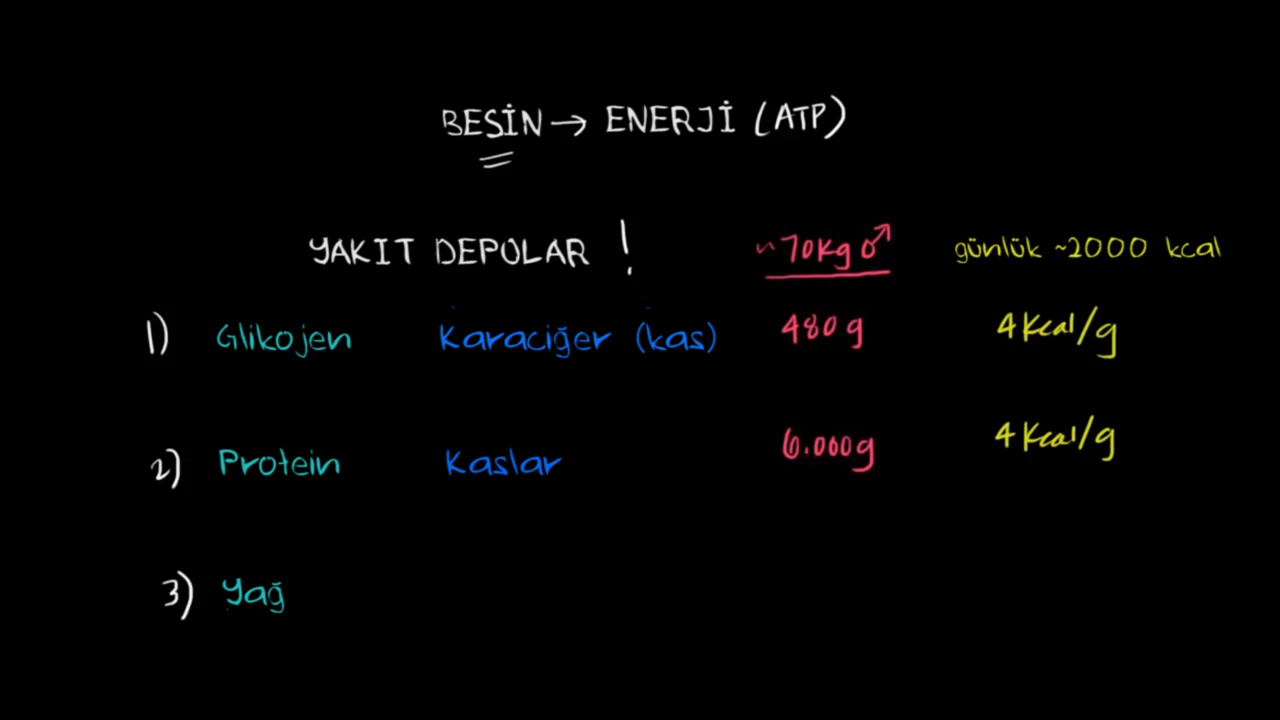 BESİN → ENERJİ (ATP)
YAKIT DEPOLAR ! ~70Kg ♂ günlük ~2000 kcal
1) Glikojen Karaciğer (kas) 480 g 4 Kcal/g
2) Protein Kaslar 6.000g 4 Kcal/g
3) Yağ